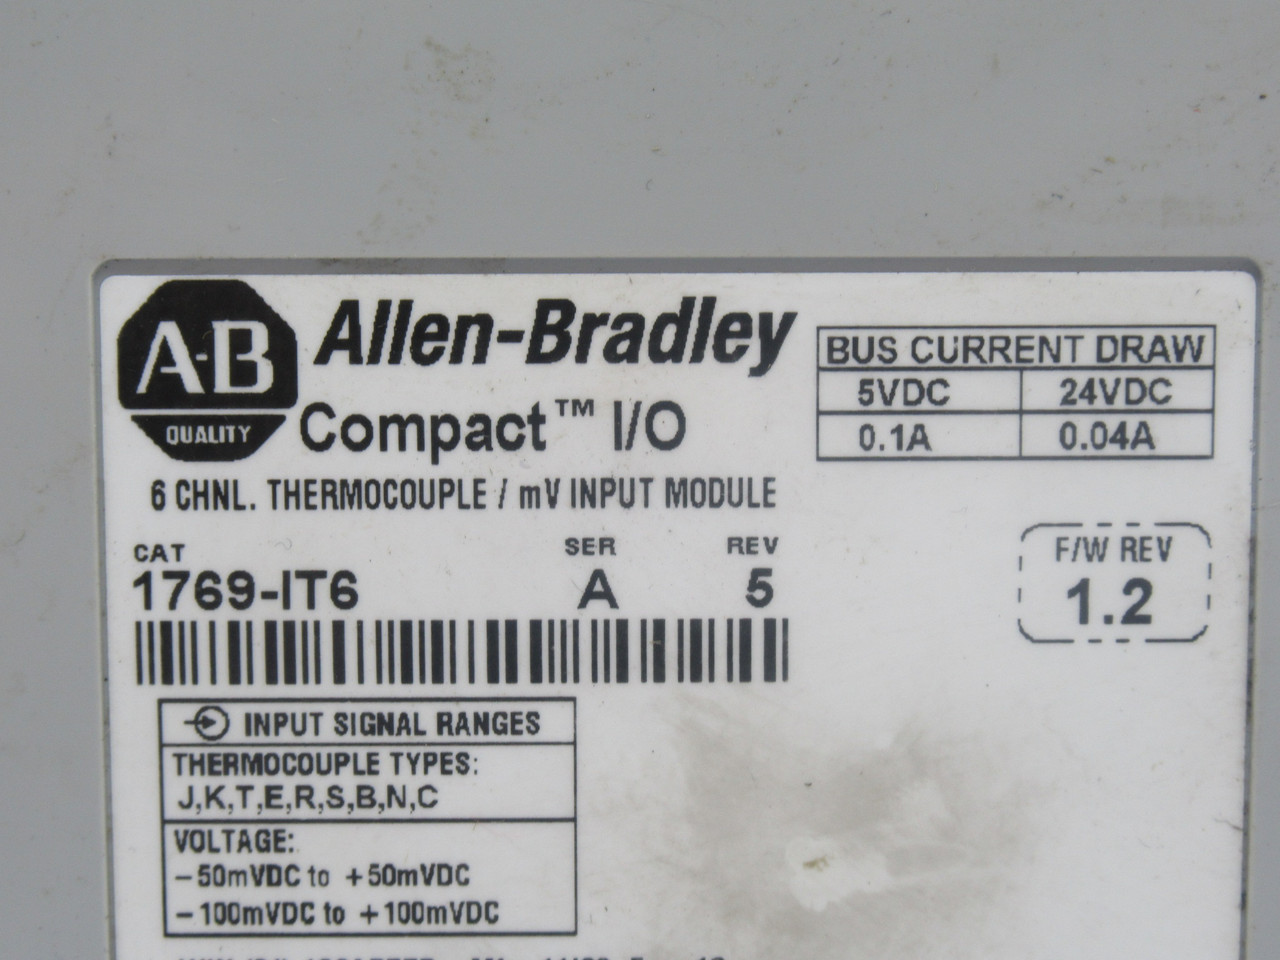 A-B
QUALITY
Allen-Bradley
Compact™ I/O
6 CHNL. THERMOCOUPLE / mV INPUT MODULE
BUS CURRENT DRAW
5VDC 24VDC
0.1A 0.04A
CAT SER REV
1769-IT6 A 5
F/W REV
1.2
INPUT SIGNAL RANGES
THERMOCOUPLE TYPES:
J,K,T,E,R,S,B,N,C
VOLTAGE:
-50mVDC to +50mVDC
-100mVDC to +100mVDC